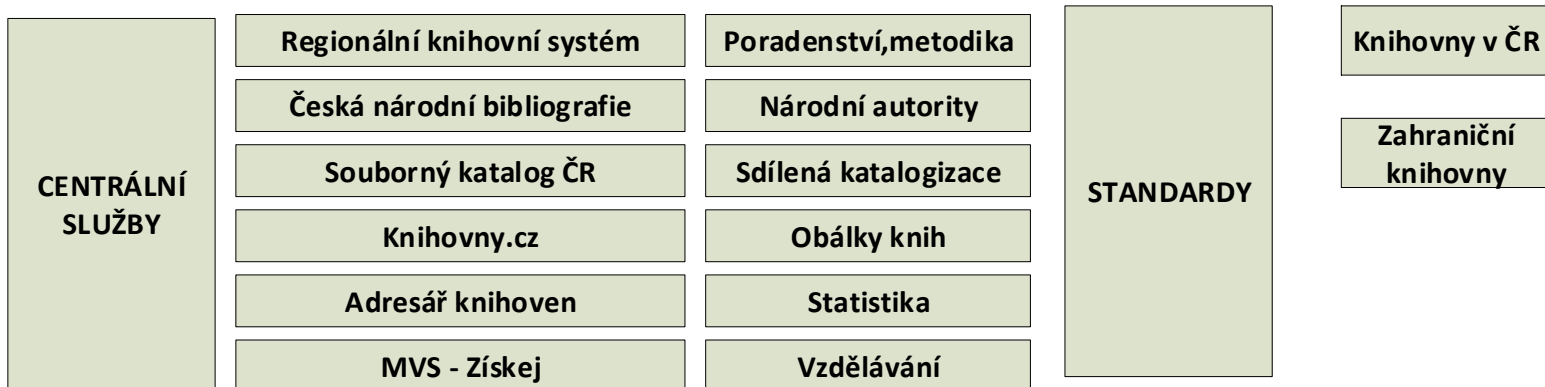 CENTRÁLNÍ
SLUŽBY
Regionální knihovní systém
Česká národní bibliografie
Souborný katalog ČR
Knihovny.cz
Adresář knihoven
MVS - Získej
Poradenství,metodika
Národní autority
Sdílená katalogizace
Obálky knih
Statistika
Vzdělávání
STANDARDY
Knihovny v ČR
Zahraniční
knihovny